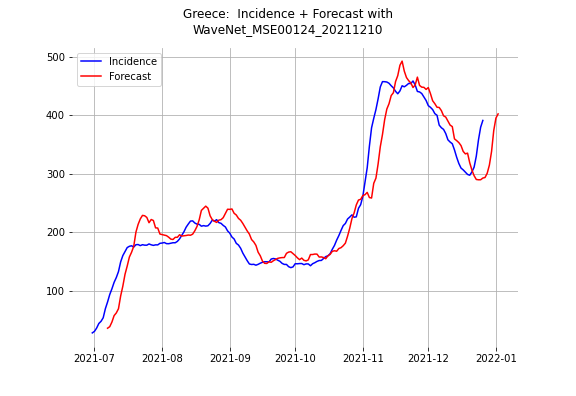 Greece:  Incidence + Forecast with
WaveNet_MSE00124_20211210
Incidence
Forecast
500
400
300
200
100
2021-07 2021-08 2021-09 2021-10 2021-11 2021-12 2022-01